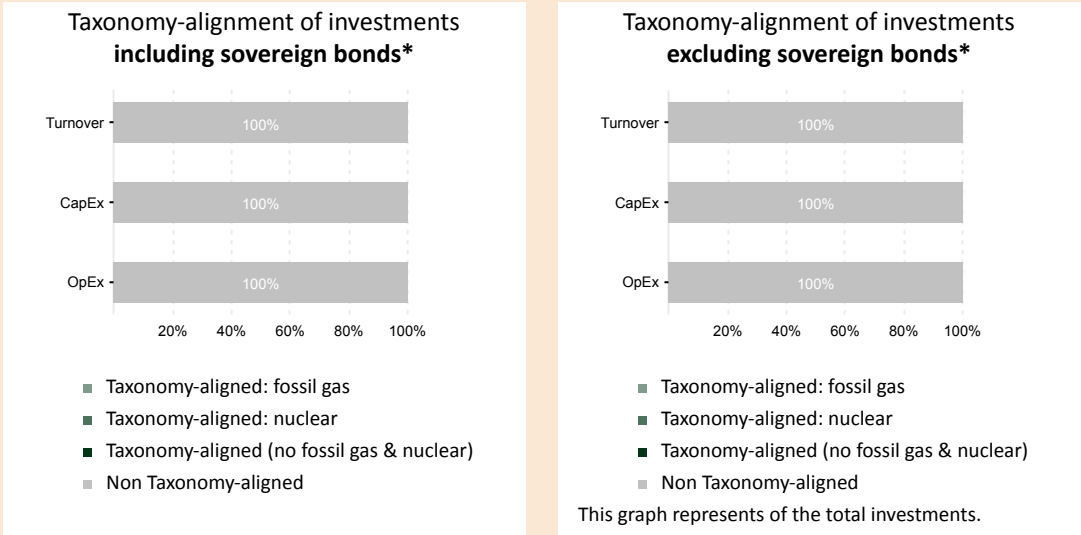 Taxonomy-alignment of investments
including sovereign bonds*
Turnover
100%
CapEx
100%
OpEx
100%
20% 40% 60% 80% 100%
Taxonomy-aligned: fossil gas
Taxonomy-aligned: nuclear
Taxonomy-aligned (no fossil gas & nuclear)
Non Taxonomy-aligned
Taxonomy-alignment of investments
excluding sovereign bonds*
Turnover
100%
CapEx
100%
OpEx
100%
20% 40% 60% 80% 100%
Taxonomy-aligned: fossil gas
Taxonomy-aligned: nuclear
Taxonomy-aligned (no fossil gas & nuclear)
Non Taxonomy-aligned
This graph represents of the total investments.